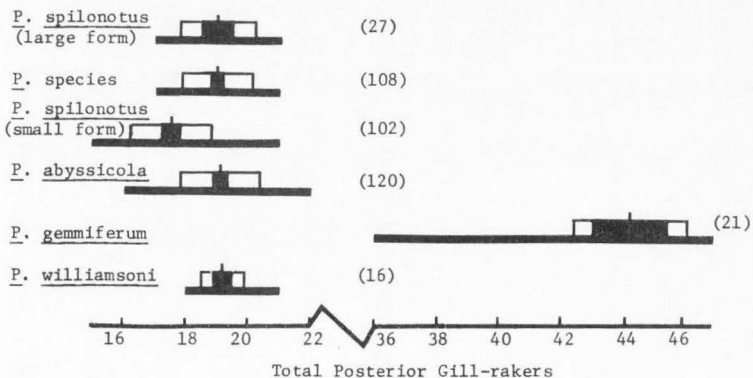 P. spilonotus
(large form) (27)
P. species (108)
P. spilonotus
(small form) (102)
P. abyssicola (120)
P. gemmiferum (21)
P. williamsoni (16)
16 18 20 22 36 38 40 42 44 46
Total Posterior Gill-rakers